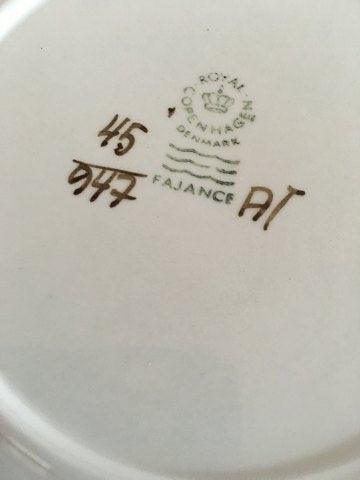 ROYAL COPENHAGEN
DENMARK
45
947
FAJANCE
AT